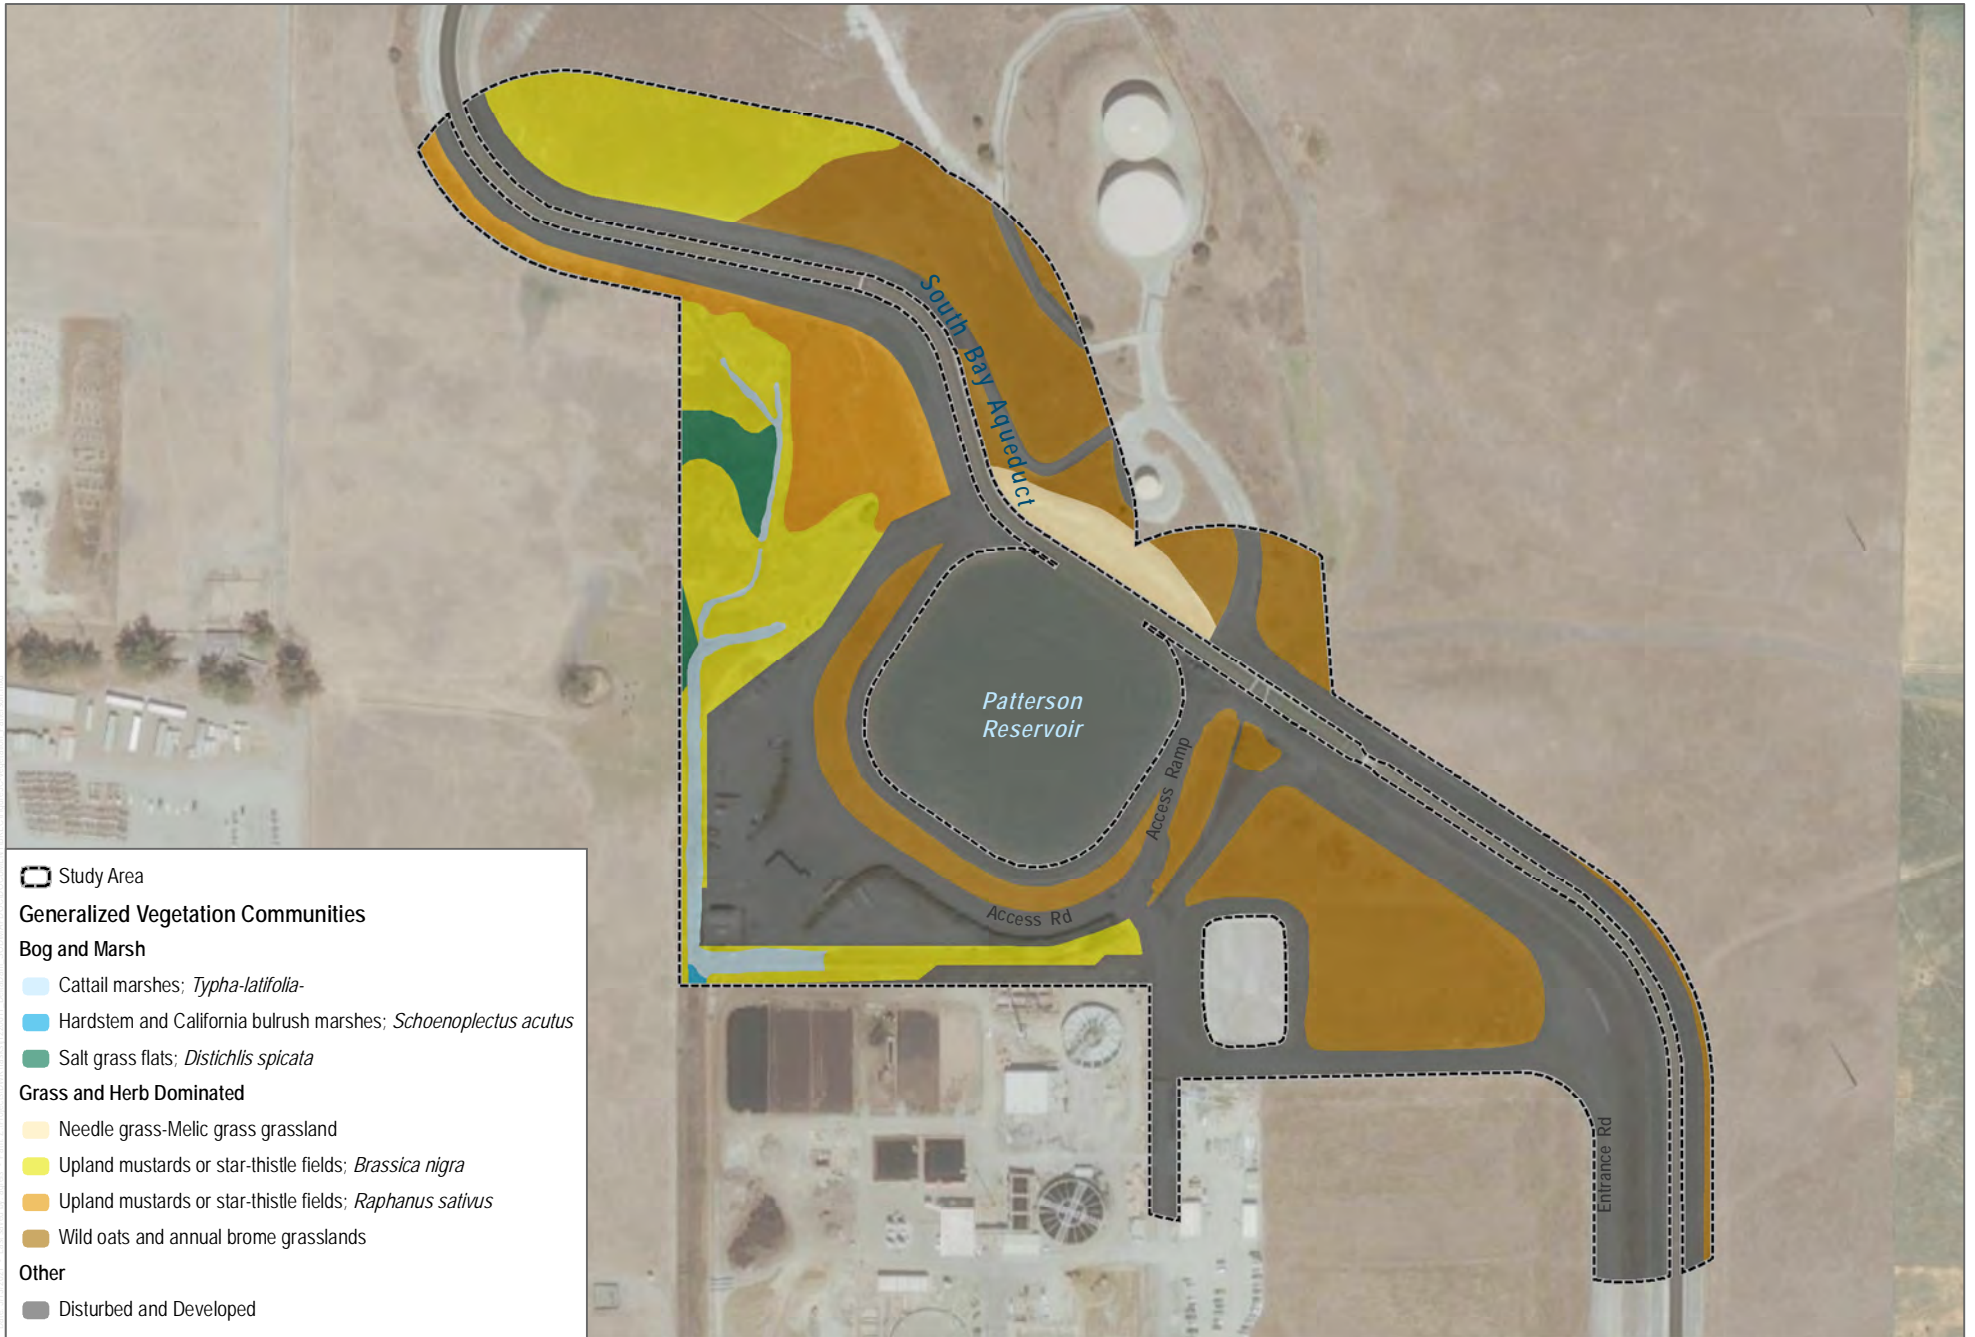 South Bay Aqueduct
Patterson
Reservoir
Access Ramp
Access Rd
Entrance Rd
Study Area
Generalized Vegetation Communities
Bog and Marsh
Cattail marshes; Typha-latifolia-
Hardstem and California bulrush marshes; Schoenoplectus acutus
Salt grass flats; Distichlis spicata
Grass and Herb Dominated
Needle grass-Melic grass grassland
Upland mustards or star-thistle fields; Brassica nigra
Upland mustards or star-thistle fields; Raphanus sativus
Wild oats and annual brome grasslands
Other
Disturbed and Developed